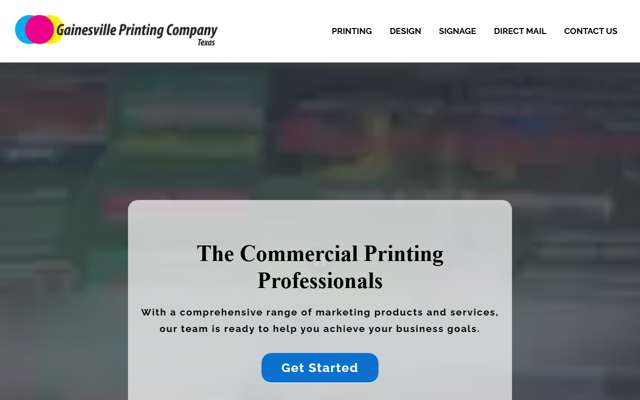 Gainesville Printing Company
Texas
PRINTING
DESIGN
SIGNAGE
DIRECT MAIL
CONTACT US
The Commercial Printing
Professionals
With a comprehensive range of marketing products and services,
our team is ready to help you achieve your business goals.
Get Started